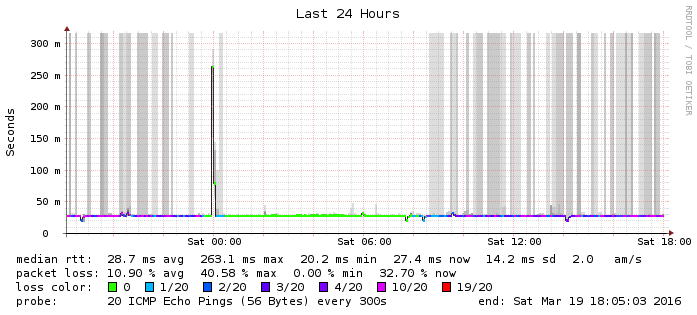 Last 24 Hours
RRDTOOL / TOBI OETIKER
Seconds
300 m
250 m
200 m
150 m
100 m
50 m
0
Sat 00:00 Sat 06:00 Sat 12:00 Sat 18:00
median rtt: 28.7 ms avg 263.1 ms max 20.2 ms min 27.4 ms now 14.2 ms sd 2.0 am/s
packet loss: 10.90 % avg 40.58 % max 0.00 % min 32.70 % now
loss color: 0 1/20 2/20 3/20 4/20 10/20 19/20
probe: 20 ICMP Echo Pings (56 Bytes) every 300s end: Sat Mar 19 18:05:03 2016